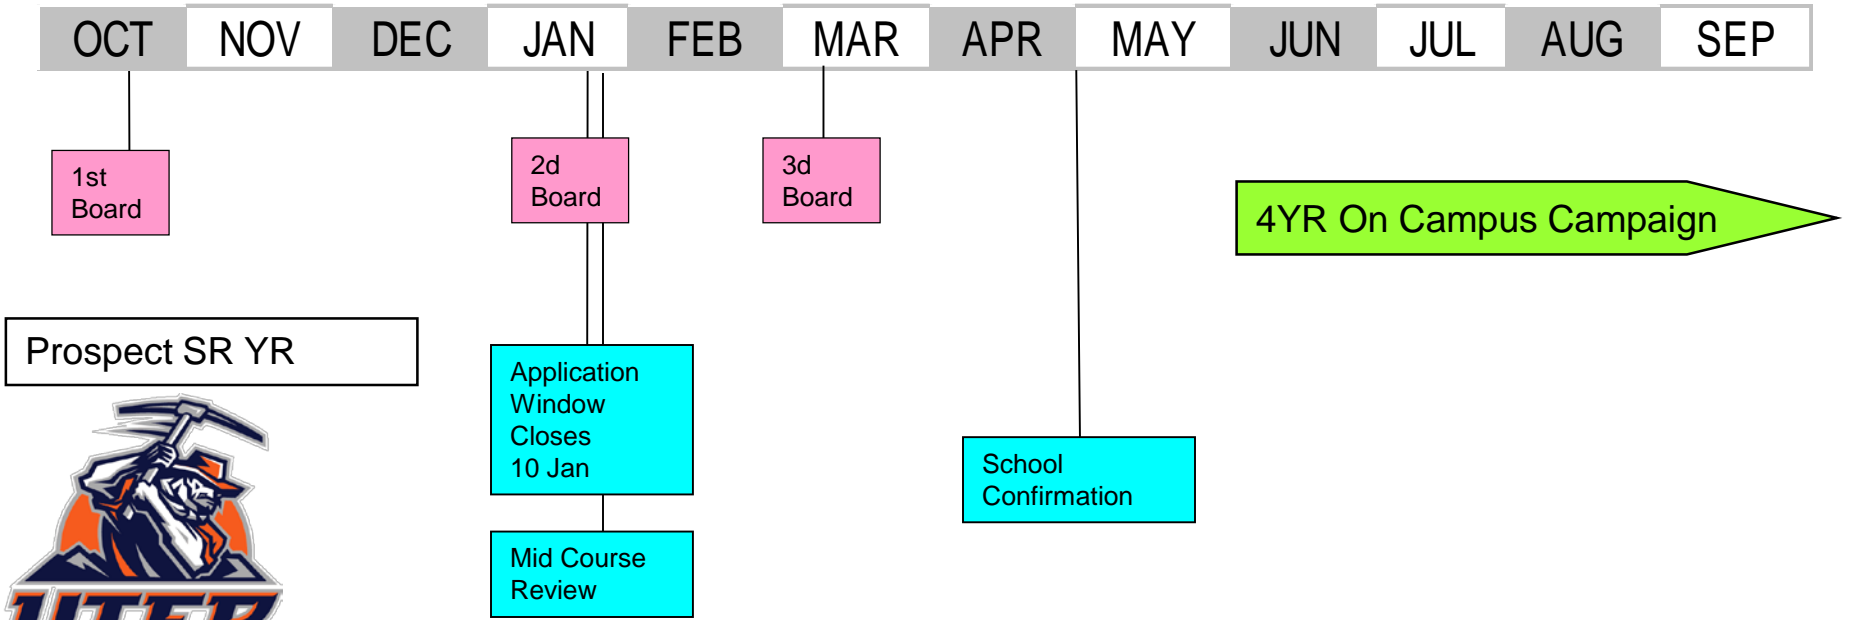 OCT NOV DEC JAN FEB MAR APR MAY JUN JUL AUG SEP
1st
Board
2d
Board
3d
Board
4YR On Campus Campaign
Prospect SR YR
Application
Window
Closes
10 Jan
School
Confirmation
Mid Course
Review
UTEP